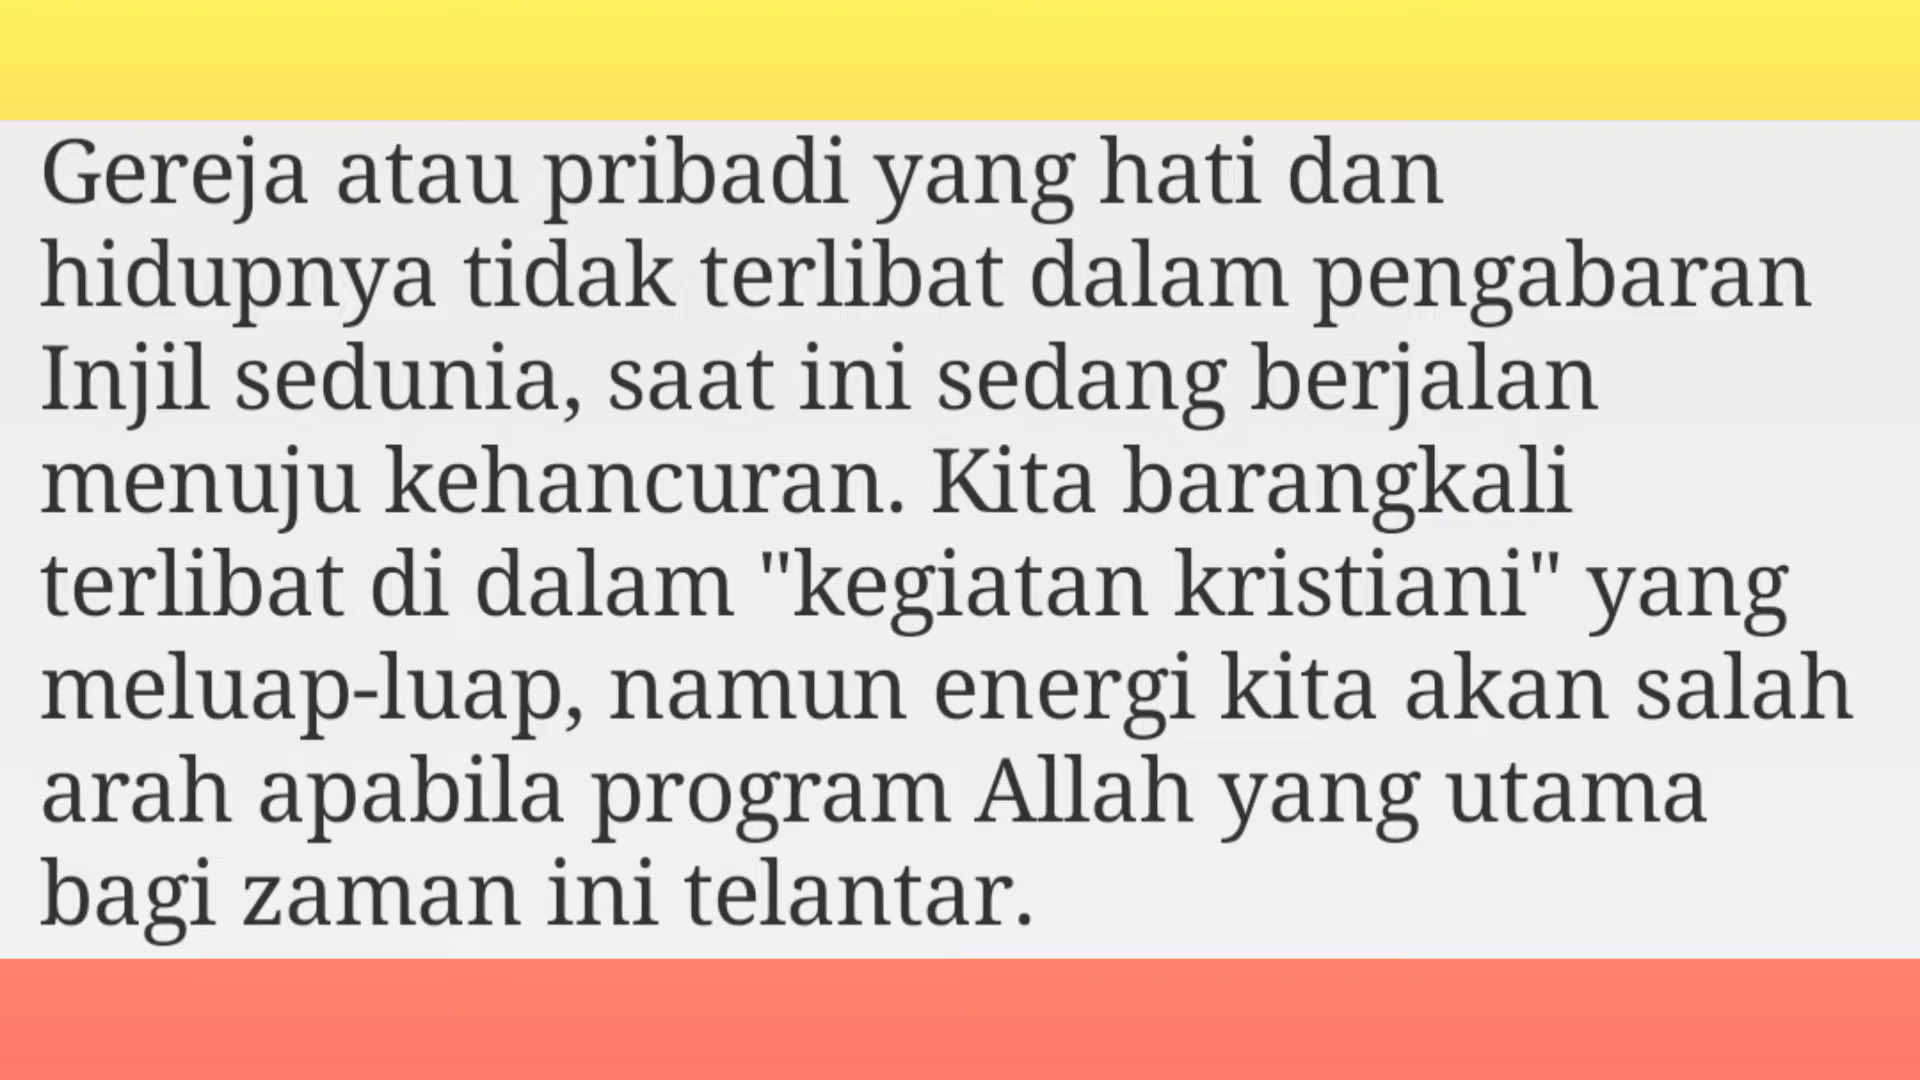 Gereja atau pribadi yang hati dan
hidupnya tidak terlibat dalam pengabaran
Injil sedunia, saat ini sedang berjalan
menuju kehancuran. Kita barangkali
terlibat di dalam "kegiatan kristiani" yang
meluap-luap, namun energi kita akan salah
arah apabila program Allah yang utama
bagi zaman ini telantar.